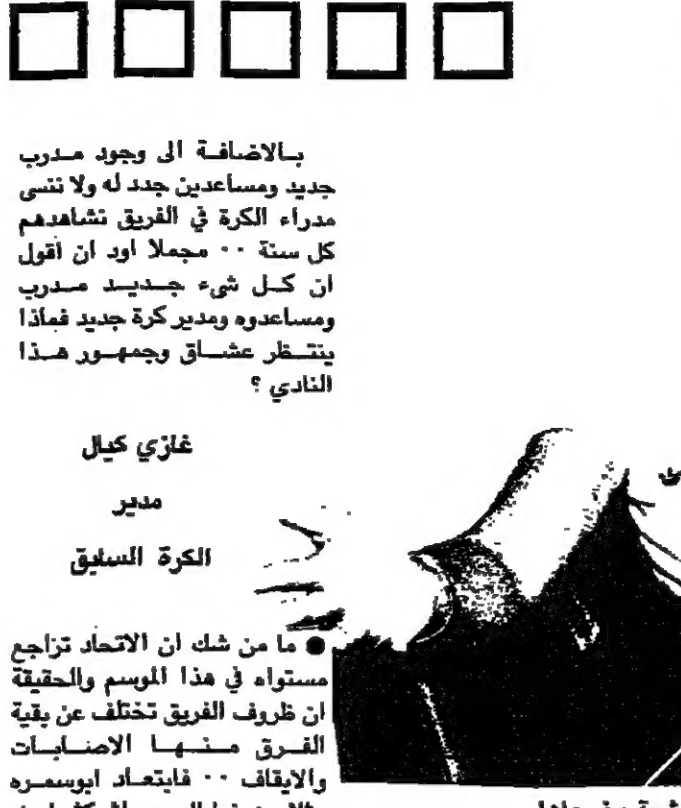 بالاضافة الى وجود مدرب
جديد ومساعدين جدد له ولا ننسى
مدراء الكرة في الفريق نشاهدهم
كل سنة ٠٠ مجملا اود ان اقول
ان كل شيء جديد مدرب
ومساعدوه ومدير كرة جديد فماذا
ينتظر عشاق وجمهور هذا
النادي ؟
غازي كيال
مدير
الكرة السابق
● ما من شك ان الاتحاد تراجع
مستواه في هذا الموسم والحقيقة
ان ظروف الفريق تختلف عن بقية
الفرق منها الاصابات
والايقاف ٠٠ فابتعاد ابوسمره